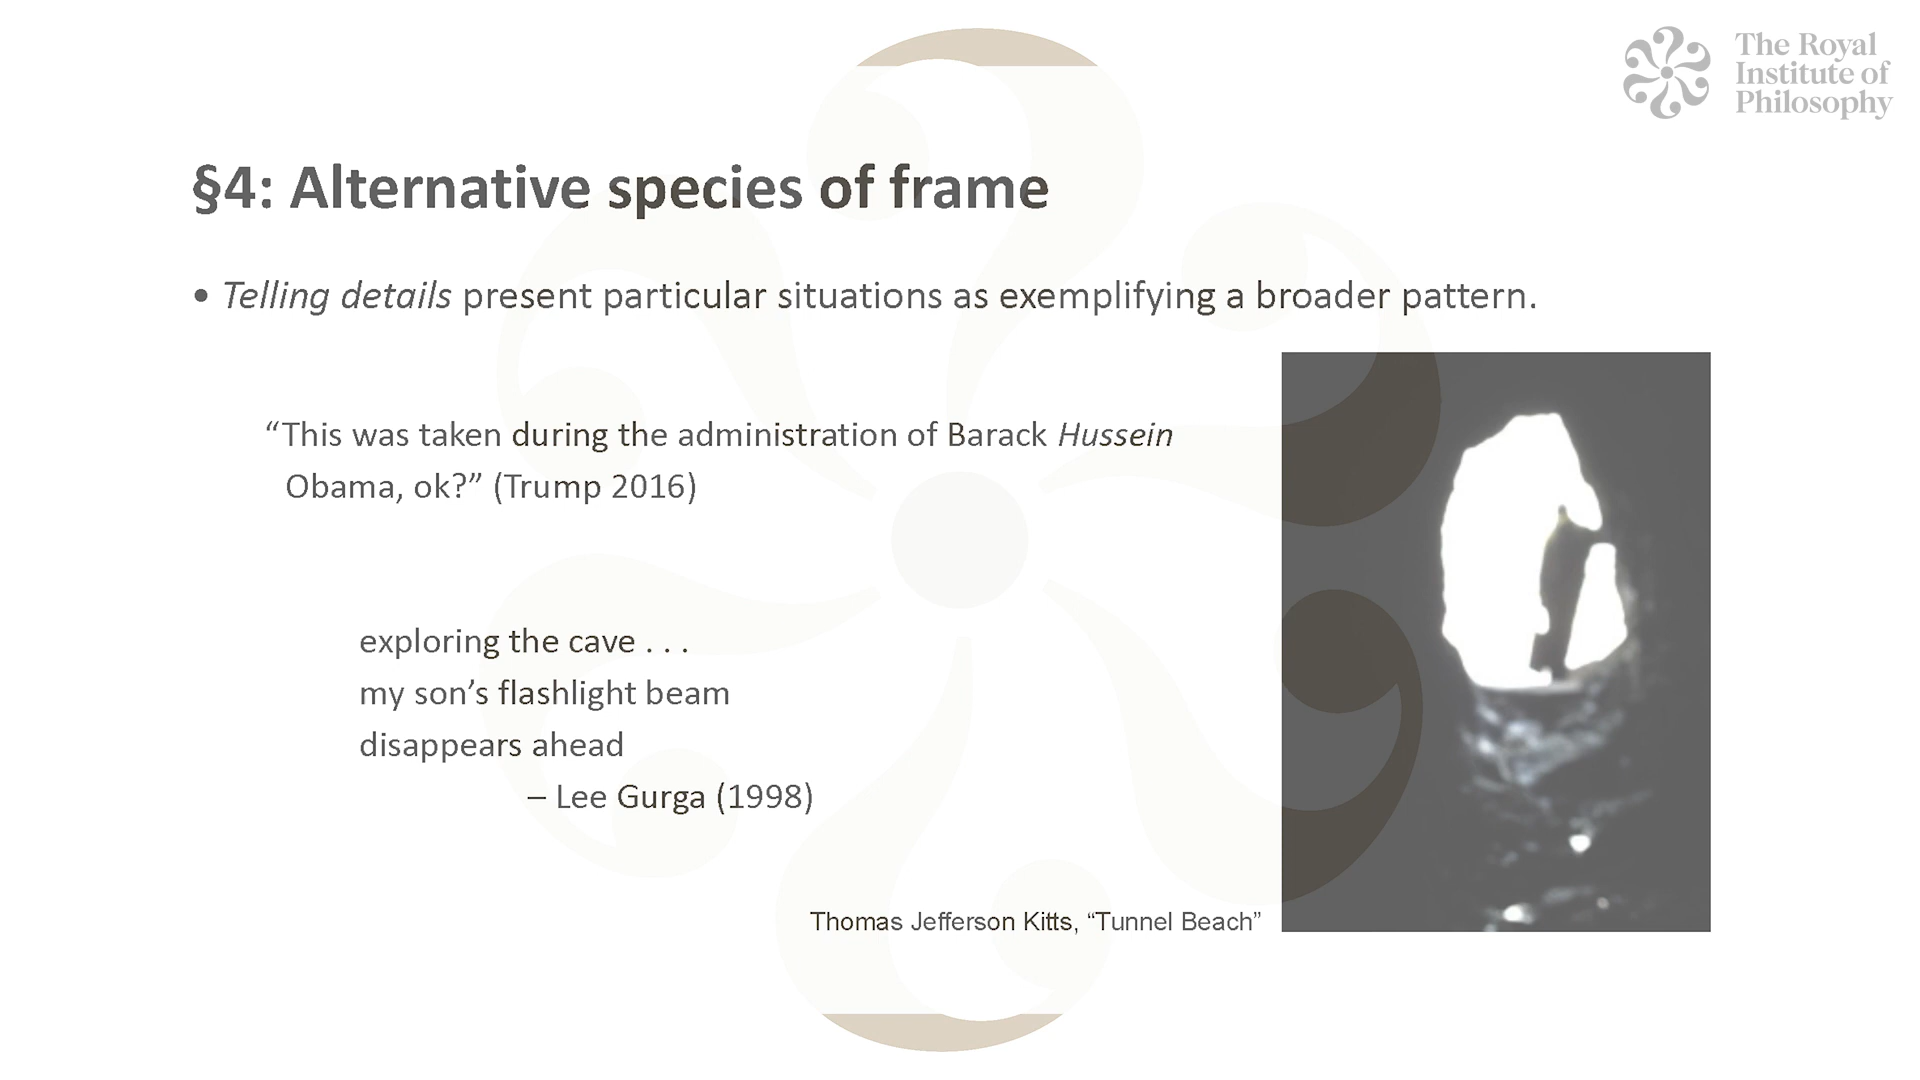 The Royal
Institute of
Philosophy
§4: Alternative species of frame
• Telling details present particular situations as exemplifying a broader pattern.
“This was taken during the administration of Barack Hussein
Obama, ok?” (Trump 2016)
exploring the cave . . .
my son’s flashlight beam
disappears ahead
– Lee Gurga (1998)
Thomas Jefferson Kitts, “Tunnel Beach”